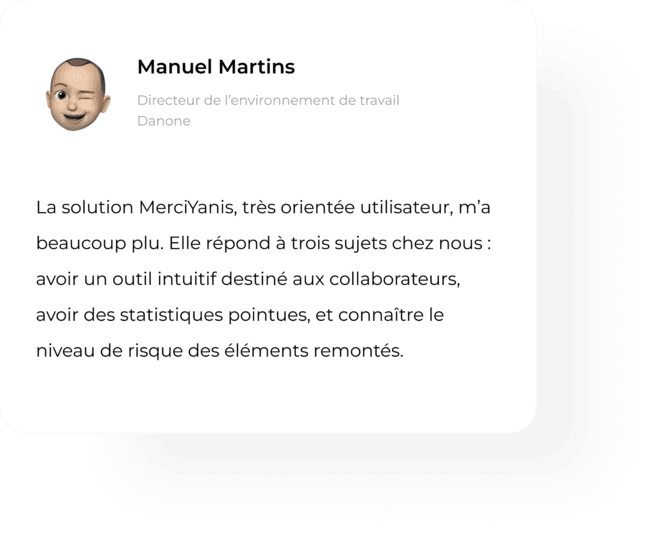 Manuel Martins
Directeur de l’environnement de travail
Danone
La solution MerciYanis, très orientée utilisateur, m’a
beaucoup plu. Elle répond à trois sujets chez nous :
avoir un outil intuitif destiné aux collaborateurs,
avoir des statistiques pointues, et connaître le
niveau de risque des éléments remontés.